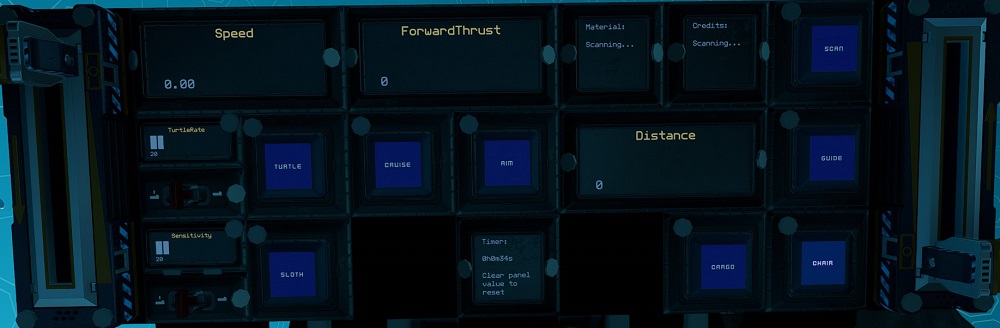 Speed
0.00
ForwardThrust
0
Material:
Scanning...
Credits:
Scanning...
SCAN
TurtleRate
20
TURTLE
CRUISE
AIM
Distance
0
GUIDE
Sensitivity
20
SLOTH
Timer:
0h0m34s
Clear panel
value to
reset
CARGO
CHAIR